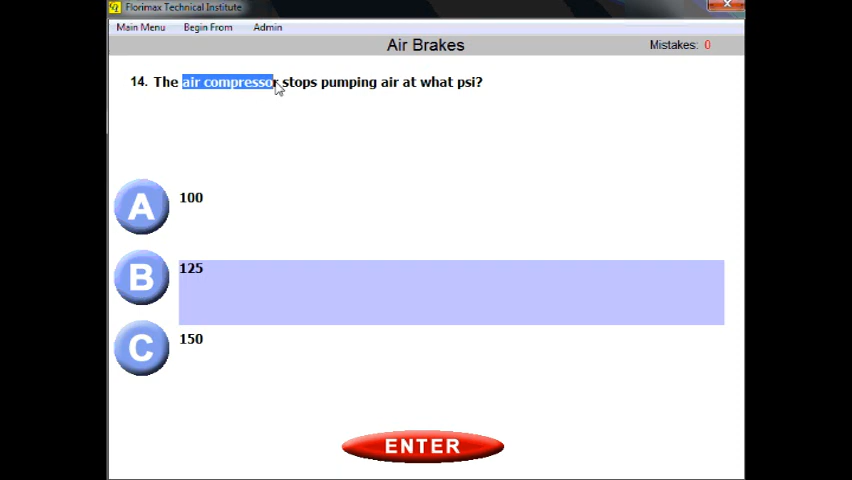 Florimax Technical Institute
Main Menu Begin From Admin
Air Brakes Mistakes: 0
14. The air compressor stops pumping air at what psi?
A 100
B 125
C 150
ENTER